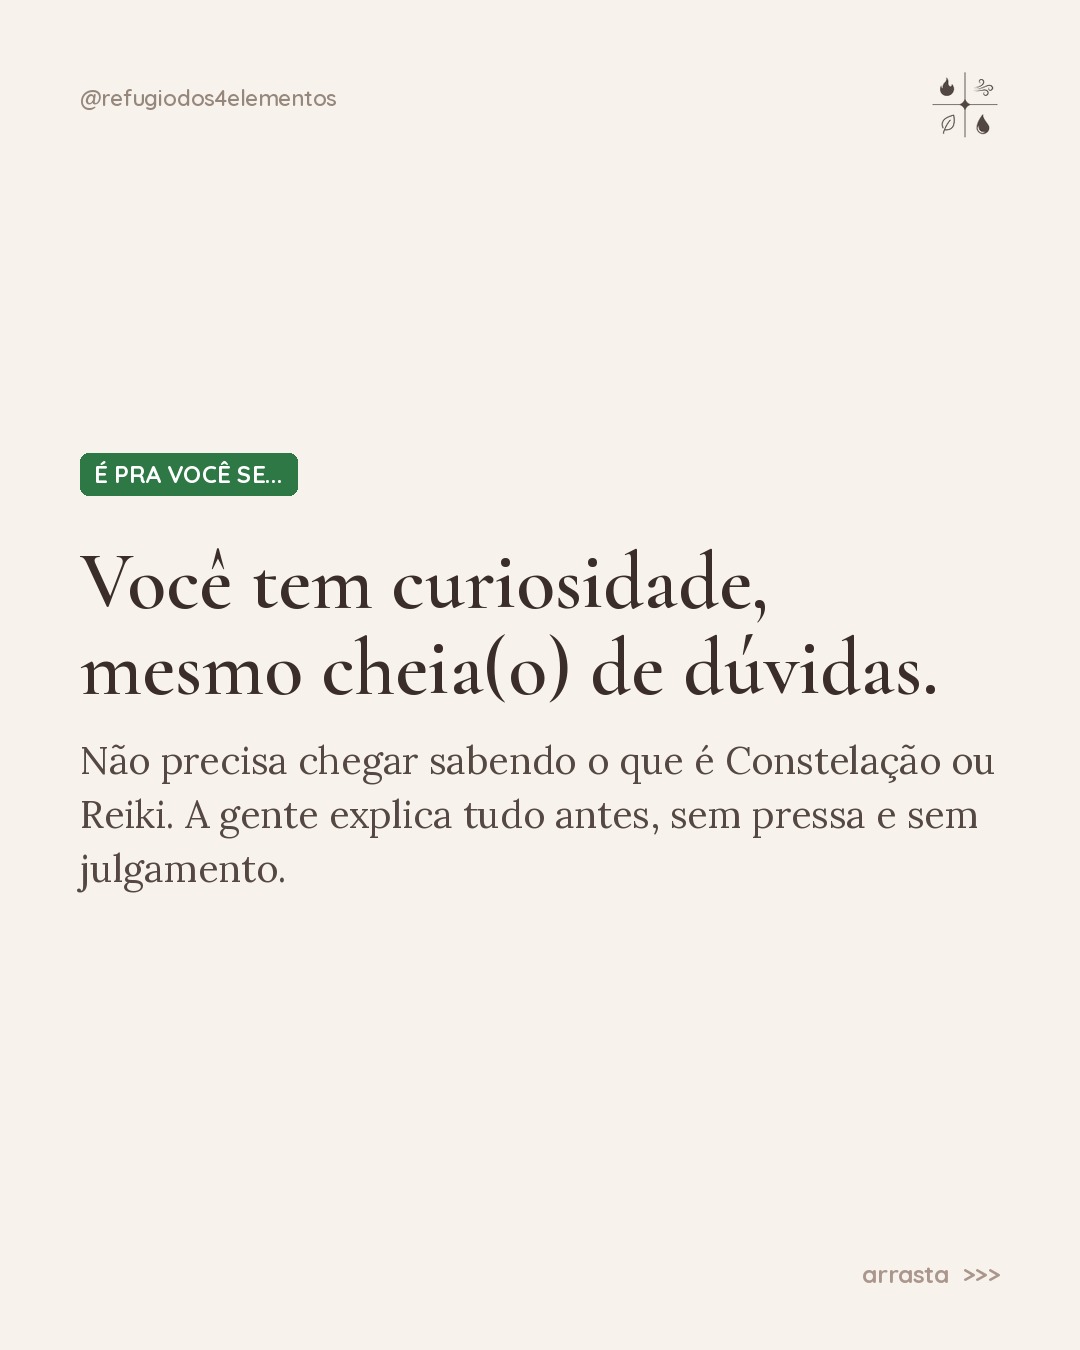 @refugiodos4elementos
É PRA VOCÊ SE...
Você tem curiosidade,
mesmo cheia(o) de dúvidas.
Não precisa chegar sabendo o que é Constelação ou
Reiki. A gente explica tudo antes, sem pressa e sem
julgamento.
arrasta >>>